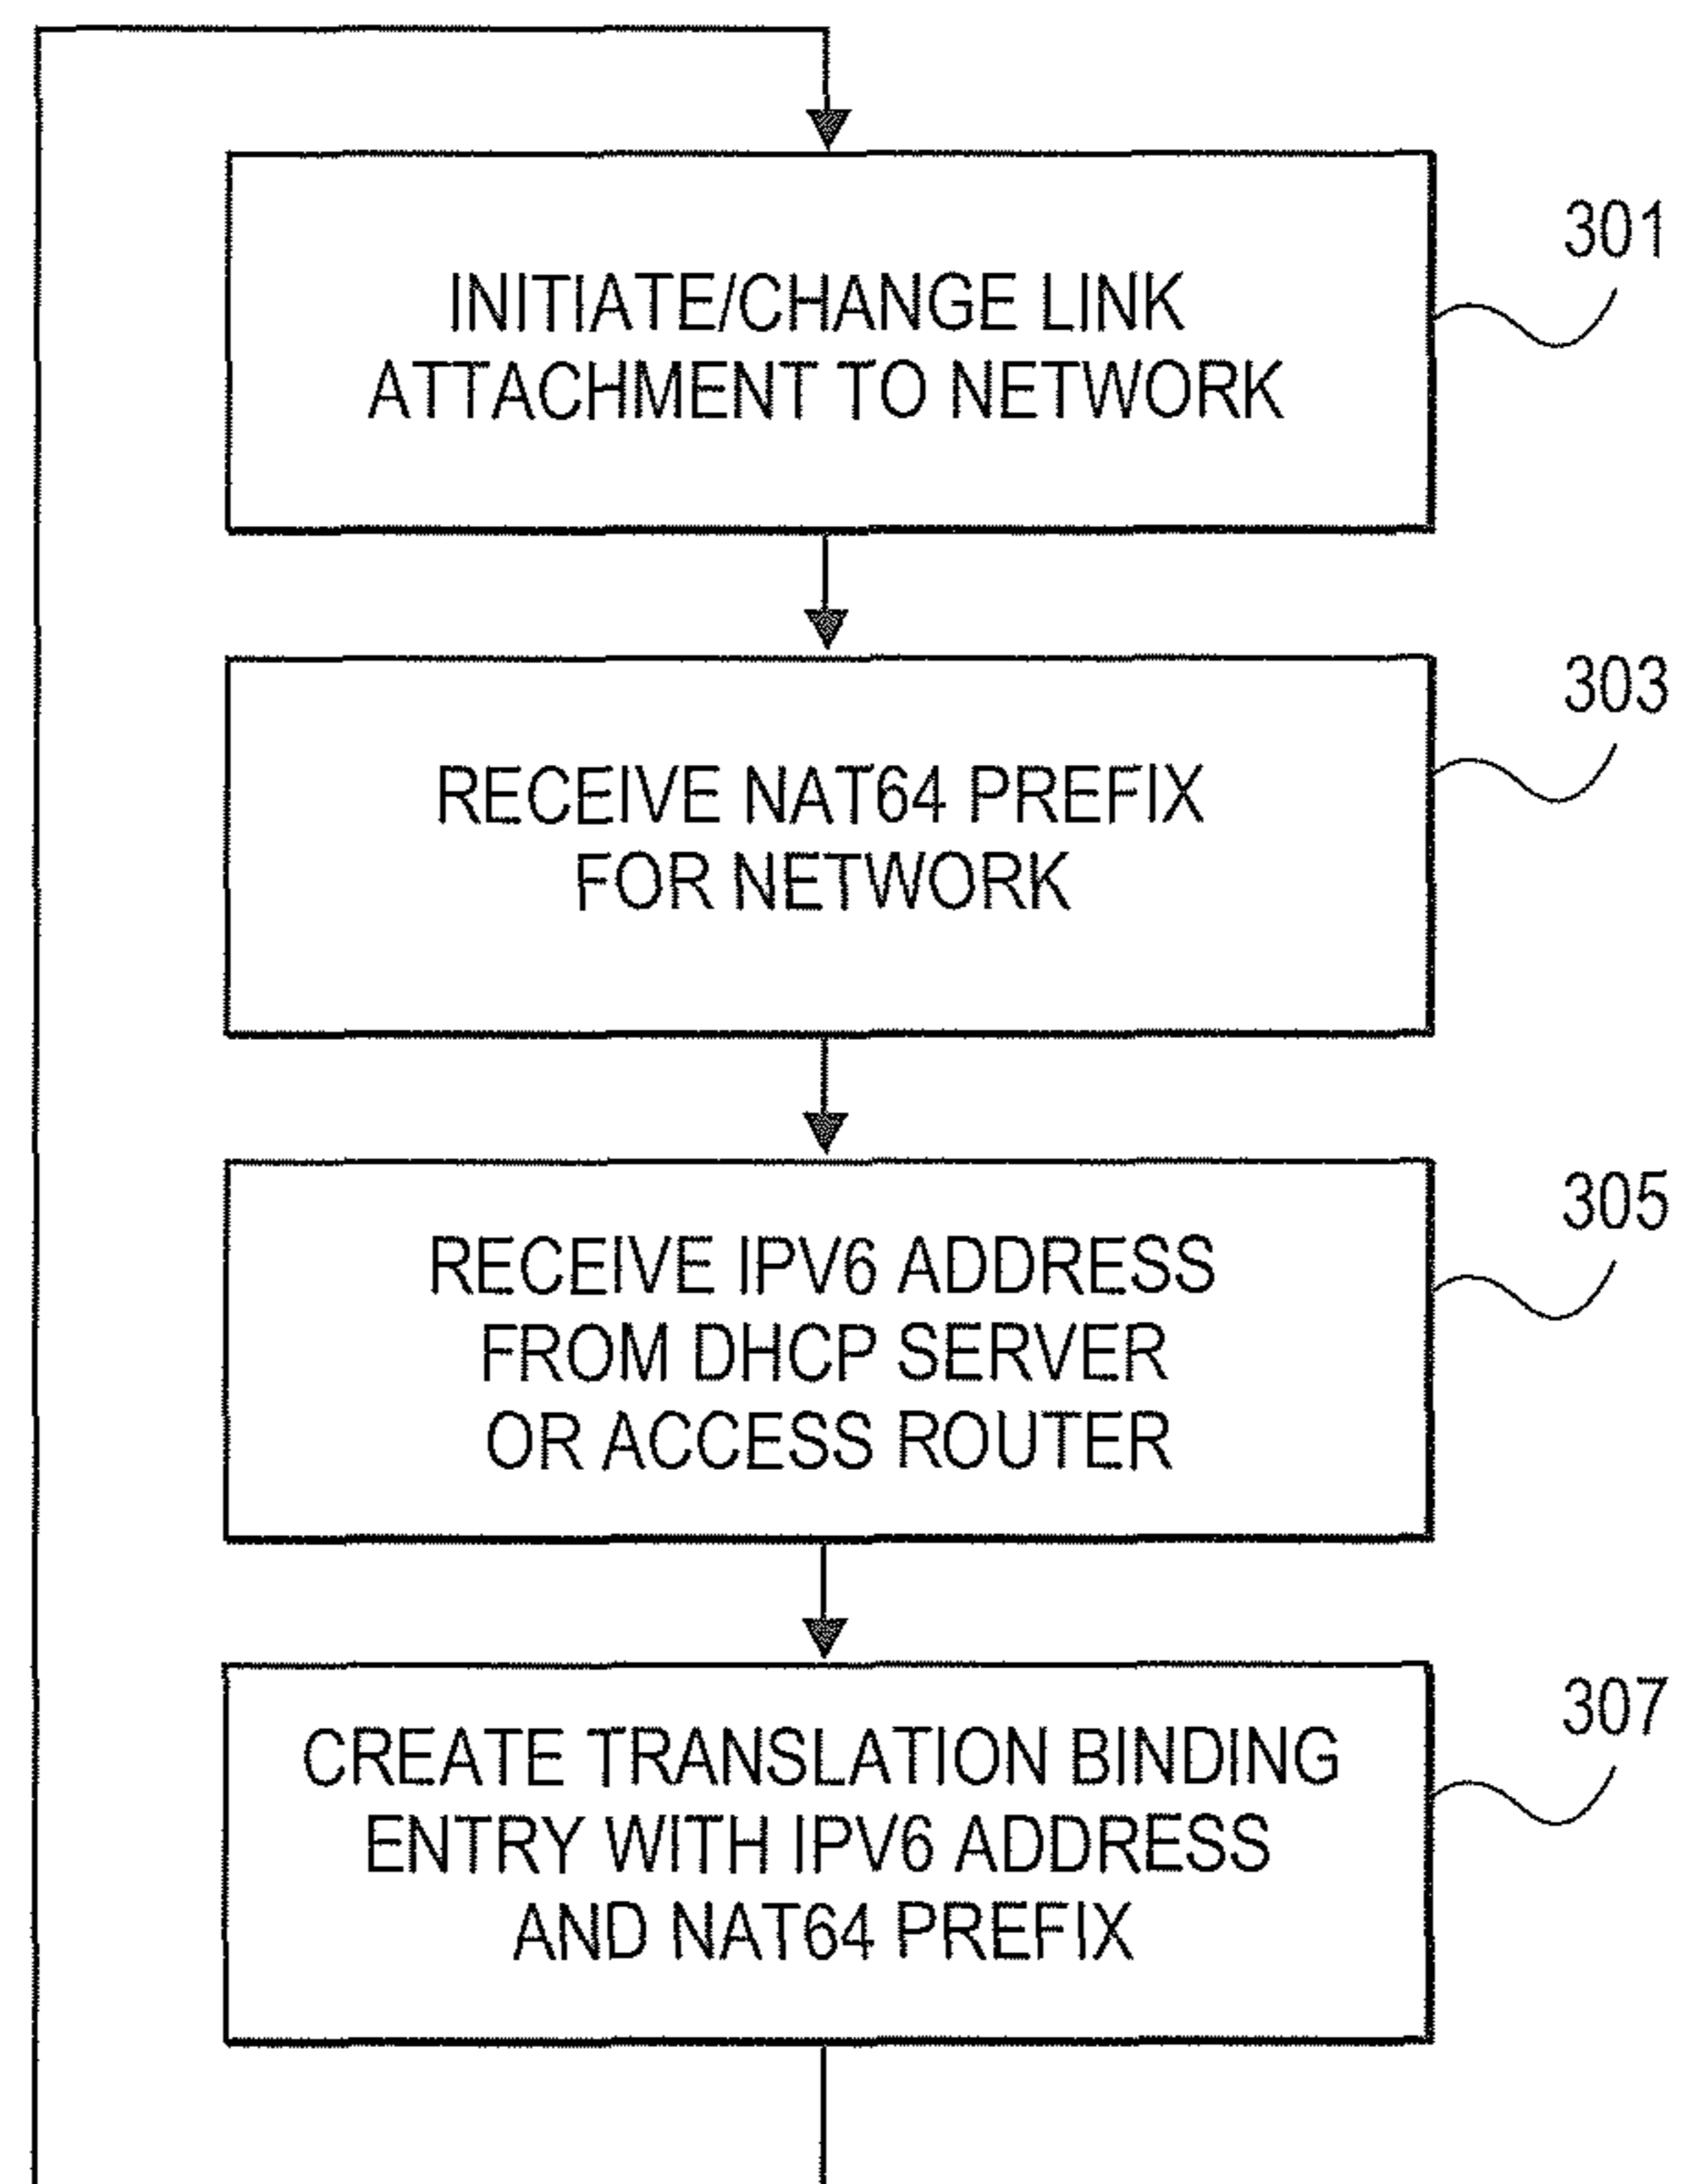 301
INITIATE/CHANGE LINK
ATTACHMENT TO NETWORK
303
RECEIVE NAT64 PREFIX
FOR NETWORK
305
RECEIVE IPV6 ADDRESS
FROM DHCP SERVER
OR ACCESS ROUTER
307
CREATE TRANSLATION BINDING
ENTRY WITH IPV6 ADDRESS
AND NAT64 PREFIX